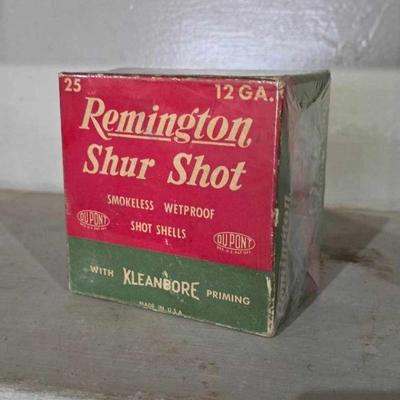 25 12 GA.
Remington
Shur Shot
SMOKELESS WETPROOF
SHOT SHELLS
DU PONT
DU PONT
WITH KLEANBORE PRIMING
MADE IN U.S.A.
Remington